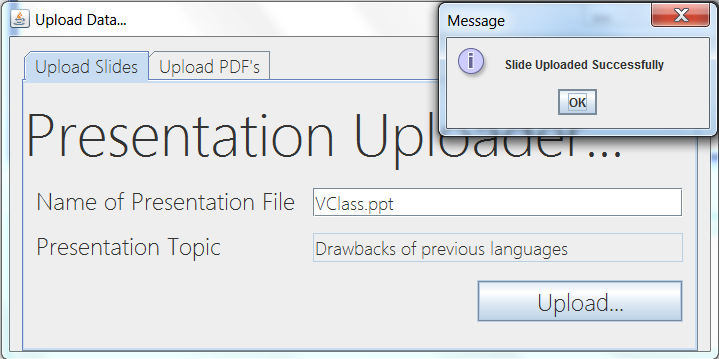 Upload Data...
Message
Slide Uploaded Successfully
OK
Upload Slides
Upload PDF's
Presentation Uploader...
Name of Presentation File
VClass.ppt
Presentation Topic
Drawbacks of previous languages
Upload...